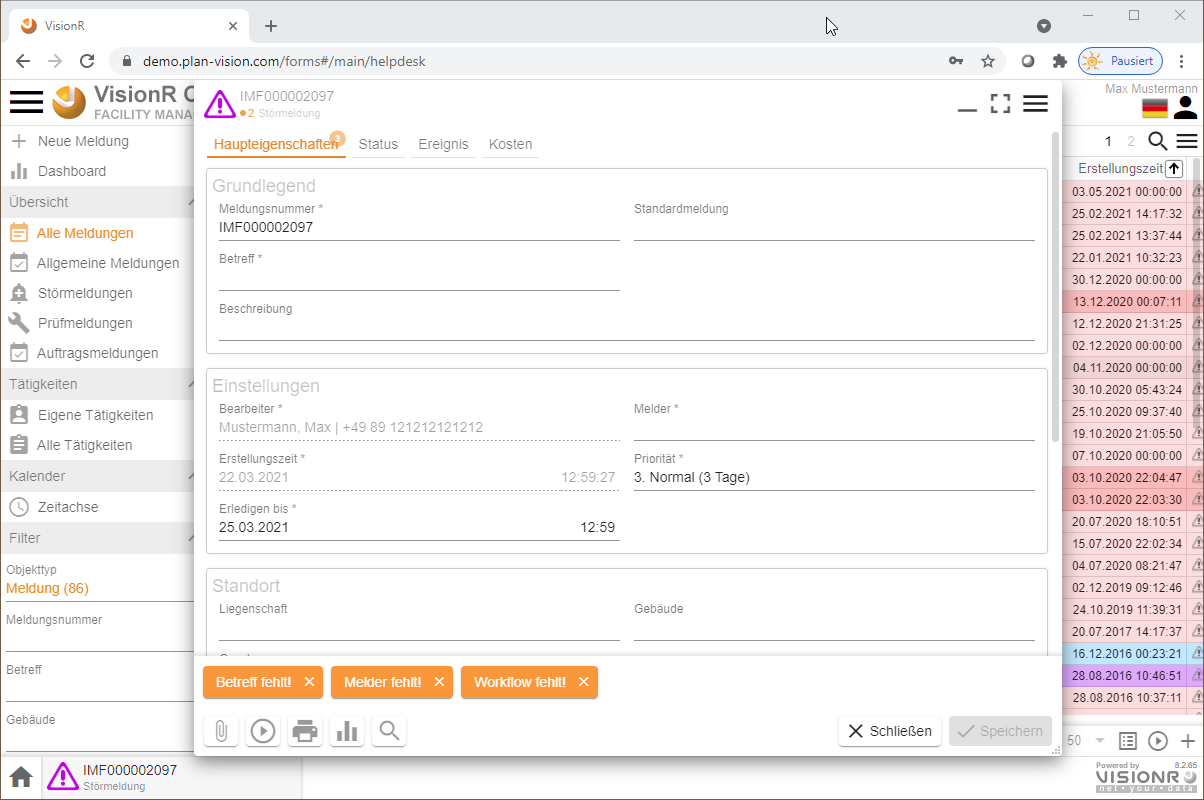 VisionR
demo.plan-vision.com/forms#/main/helpdesk
Pausiert
VisionR
FACILITY MANA
Max Mustermann
Neue Meldung
Dashboard
Übersicht
Alle Meldungen
Allgemeine Meldungen
Störmeldungen
Prüfmeldungen
Auftragsmeldungen
Tätigkeiten
Eigene Tätigkeiten
Alle Tätigkeiten
Kalender
Zeitachse
Filter
Objekttyp
Meldung (86)
Meldungsnummer
Betreff
Gebäude
IMF000002097
2 Störmeldung
Haupteigenschaften 3
Status
Ereignis
Kosten
Grundlegend
Meldungsnummer *
IMF000002097
Standardmeldung
Betreff *
Beschreibung
Einstellungen
Bearbeiter *
Mustermann, Max | +49 89 121212121212
Melder *
Erstellungszeit *
22.03.2021 12:59:27
Priorität *
3. Normal (3 Tage)
Erledigen bis *
25.03.2021 12:59
Standort
Liegenschaft
Gebäude
Betreff fehlt!
Melder fehlt!
Workflow fehlt!
Schließen
Speichern
1 2
Erstellungszeit
03.05.2021 00:00:00
25.02.2021 14:17:32
25.02.2021 13:37:44
22.01.2021 10:32:23
30.12.2020 00:00:00
13.12.2020 00:07:11
12.12.2020 21:31:25
02.12.2020 00:00:00
04.11.2020 00:00:00
30.10.2020 05:43:24
25.10.2020 09:37:40
19.10.2020 21:05:50
07.10.2020 00:00:00
03.10.2020 22:04:47
03.10.2020 22:03:30
20.07.2020 18:10:51
15.07.2020 22:02:34
04.07.2020 08:21:47
02.12.2019 09:12:46
24.10.2019 11:39:31
20.07.2017 14:17:37
16.12.2016 00:23:21
28.08.2016 10:46:51
28.08.2016 10:37:11
50
IMF000002097
Störmeldung
Powered by 8.2.65
VISIONR
net • your • data